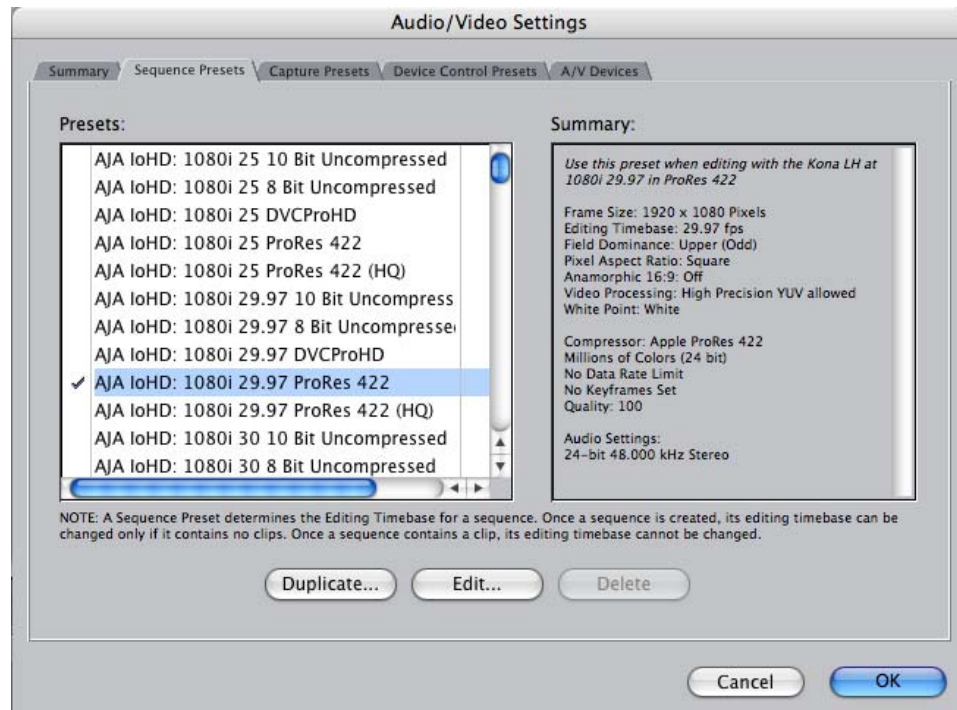 Audio/Video Settings
Summary
Sequence Presets
Capture Presets
Device Control Presets
A/V Devices
Presets:
AJA IoHD: 1080i 25 10 Bit Uncompressed
AJA IoHD: 1080i 25 8 Bit Uncompressed
AJA IoHD: 1080i 25 DVCProHD
AJA IoHD: 1080i 25 ProRes 422
AJA IoHD: 1080i 25 ProRes 422 (HQ)
AJA IoHD: 1080i 29.97 10 Bit Uncompress
AJA IoHD: 1080i 29.97 8 Bit Uncompresse
AJA IoHD: 1080i 29.97 DVCProHD
AJA IoHD: 1080i 29.97 ProRes 422
AJA IoHD: 1080i 29.97 ProRes 422 (HQ)
AJA IoHD: 1080i 30 10 Bit Uncompressed
AJA IoHD: 1080i 30 8 Bit Uncompressed
Summary:
Use this preset when editing with the Kona LH at
1080i 29.97 in ProRes 422
Frame Size: 1920 x 1080 Pixels
Editing Timebase: 29.97 fps
Field Dominance: Upper (Odd)
Pixel Aspect Ratio: Square
Anamorphic 16:9: Off
Video Processing: High Precision YUV allowed
White Point: White
Compressor: Apple ProRes 422
Millions of Colors (24 bit)
No Data Rate Limit
No Keyframes Set
Quality: 100
Audio Settings:
24-bit 48.000 kHz Stereo
NOTE: A Sequence Preset determines the Editing Timebase for a sequence. Once a sequence is created, its editing timebase can be
changed only if it contains no clips. Once a sequence contains a clip, its editing timebase cannot be changed.
Duplicate...
Edit...
Delete
Cancel
OK